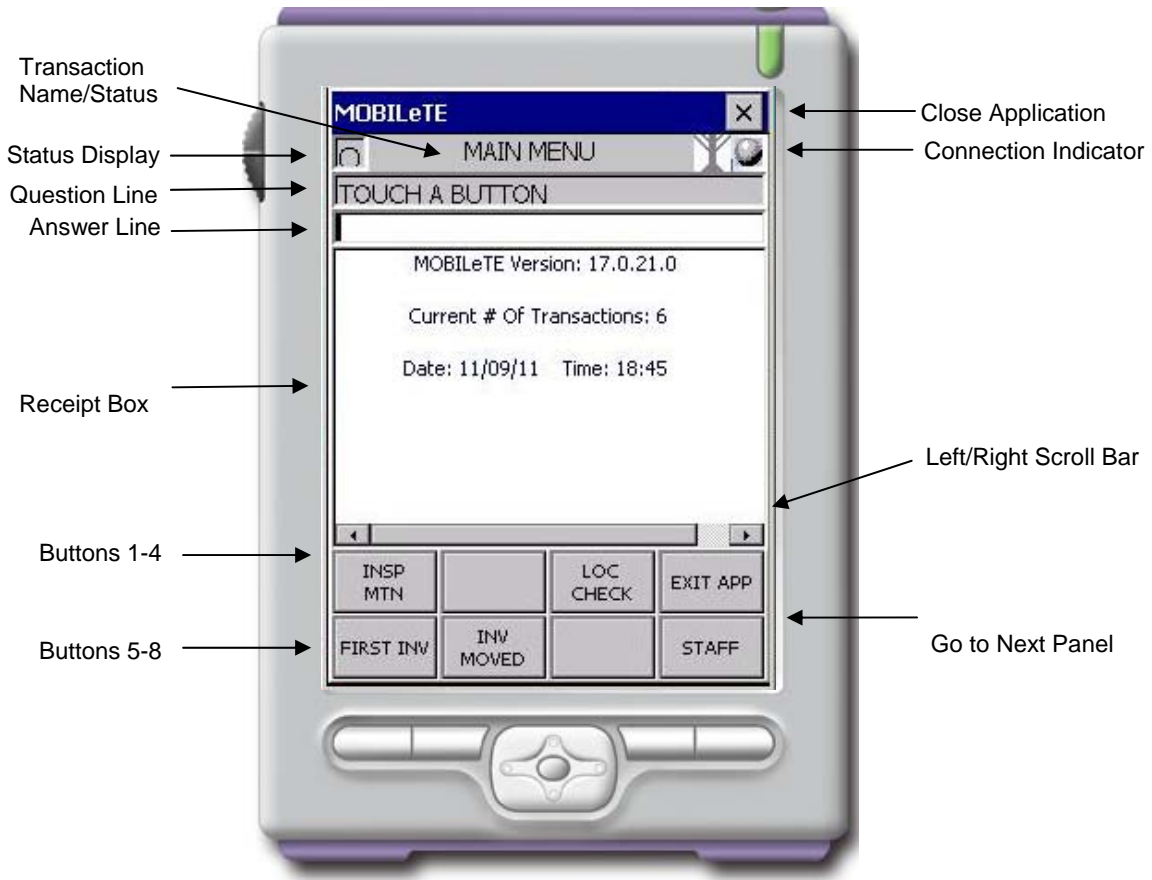 Transaction
Name/Status
Status Display
Question Line
Answer Line
Receipt Box
Buttons 1-4
Buttons 5-8
MOBILeTE
MAIN MENU
TOUCH A BUTTON
MOBILeTE Version: 17.0.21.0
Current # Of Transactions: 6
Date: 11/09/11 Time: 18:45
INSP
MTN
LOC
CHECK
EXIT APP
FIRST INV
INV
MOVED
STAFF
Close Application
Connection Indicator
Left/Right Scroll Bar
Go to Next Panel